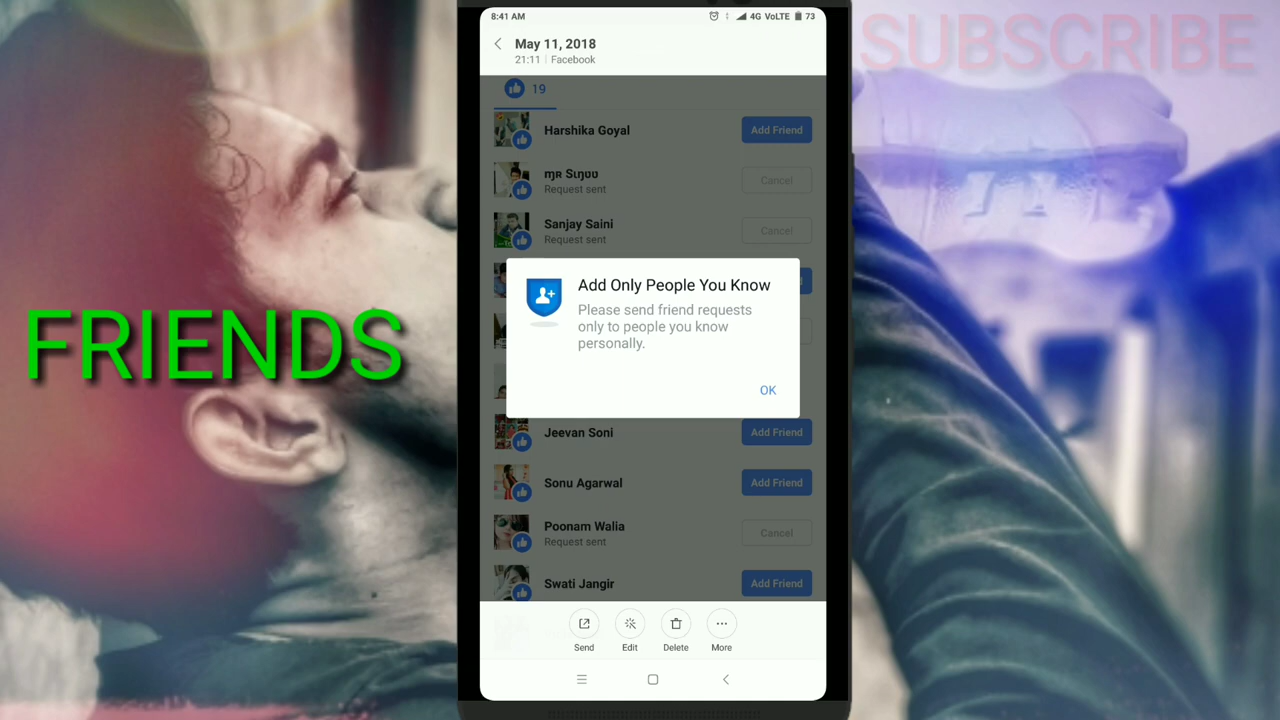 SUBSCRIBE
FRIENDS
8:41 AM
4G VoLTE 73
May 11, 2018
21:11 | Facebook
19
Harshika Goyal
Add Friend
ɱʀ Sıŋʋʋ
Request sent
Cancel
Sanjay Saini
Request sent
Cancel
Add Only People You Know
Please send friend requests
only to people you know
personally.
OK
Jeevan Soni
Add Friend
Sonu Agarwal
Add Friend
Poonam Walia
Request sent
Cancel
Swati Jangir
Add Friend
Send
Edit
Delete
More